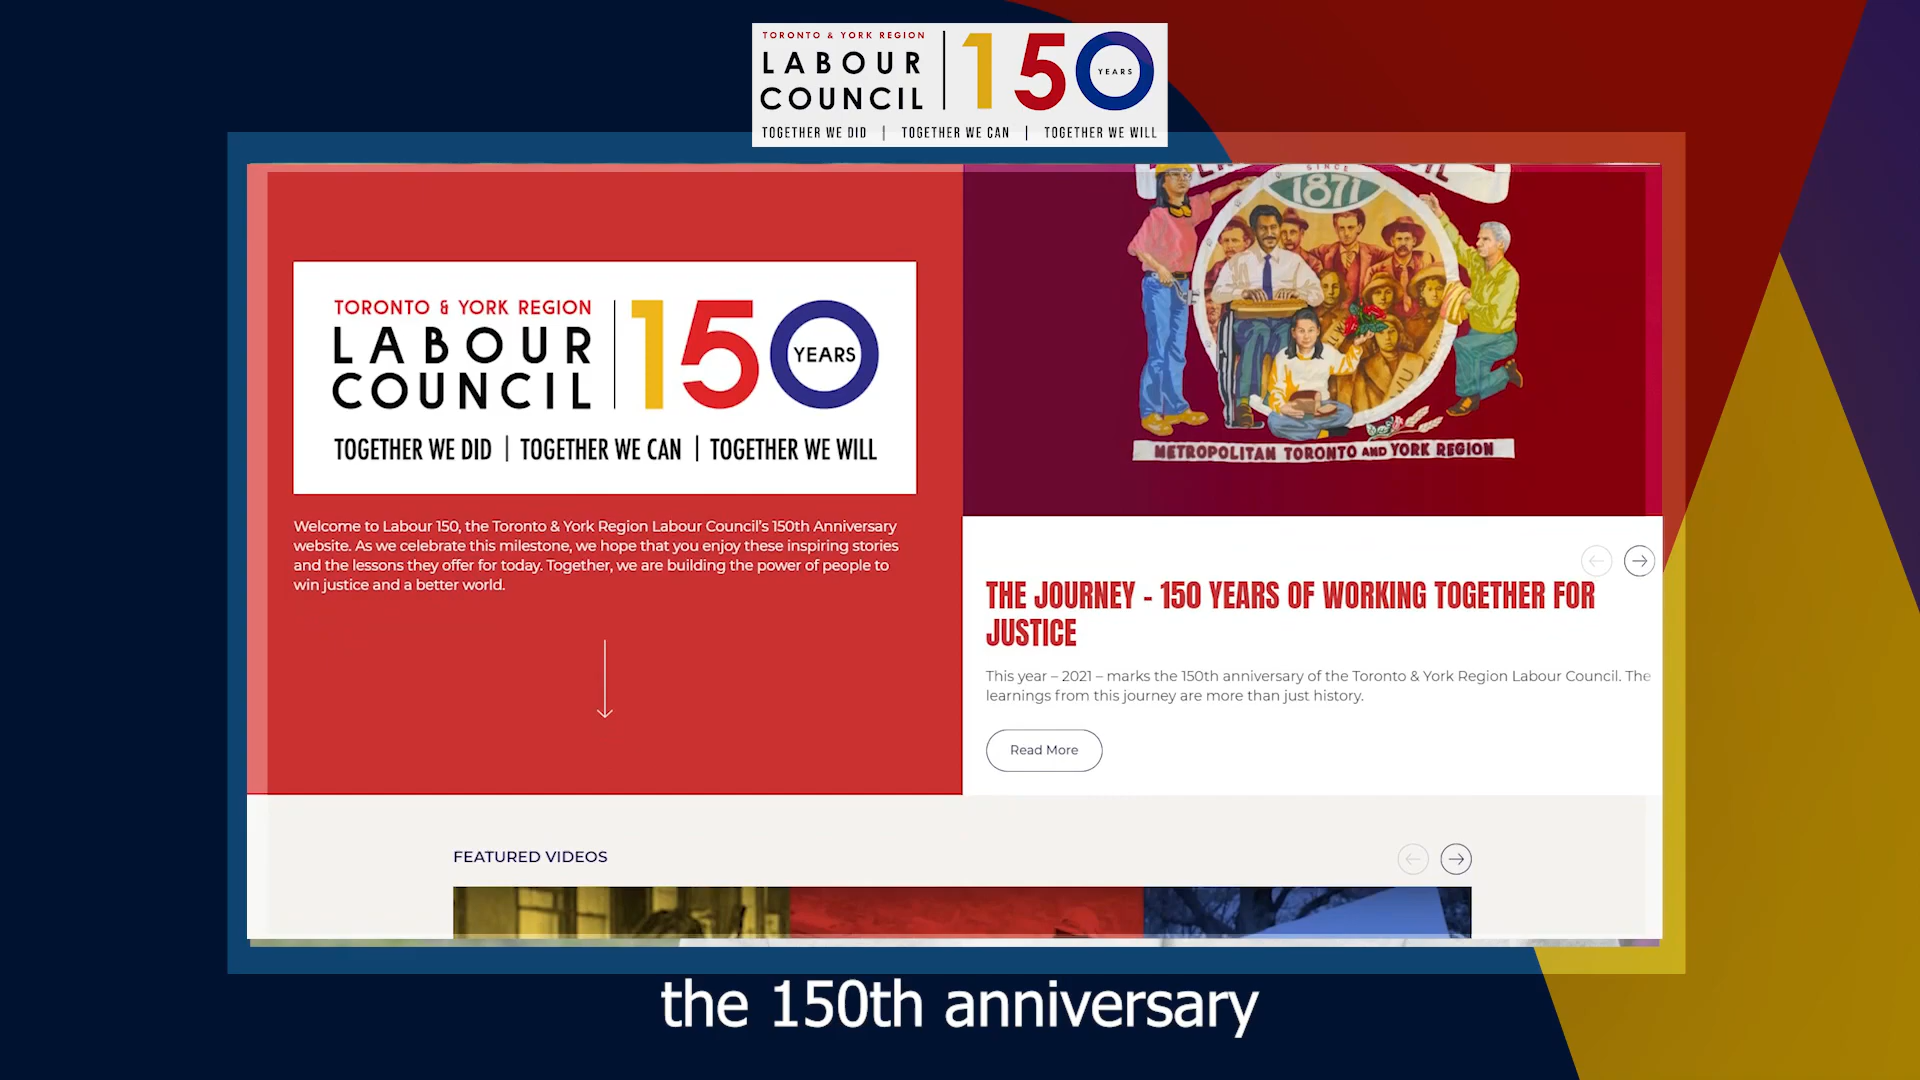 TORONTO & YORK REGION
LABOUR
COUNCIL
150
YEARS
TOGETHER WE DID | TOGETHER WE CAN | TOGETHER WE WILL
TORONTO & YORK REGION
LABOUR
COUNCIL
150
YEARS
TOGETHER WE DID | TOGETHER WE CAN | TOGETHER WE WILL
Welcome to Labour 150, the Toronto & York Region Labour Council's 150th Anniversary
website. As we celebrate this milestone, we hope that you enjoy these inspiring stories
and the lessons they offer for today. Together, we are building the power of people to
win justice and a better world.
SINCE
1871
METROPOLITAN TORONTO AND YORK REGION
THE JOURNEY - 150 YEARS OF WORKING TOGETHER FOR
JUSTICE
This year – 2021 – marks the 150th anniversary of the Toronto & York Region Labour Council. The
learnings from this journey are more than just history.
Read More
FEATURED VIDEOS
the 150th anniversary